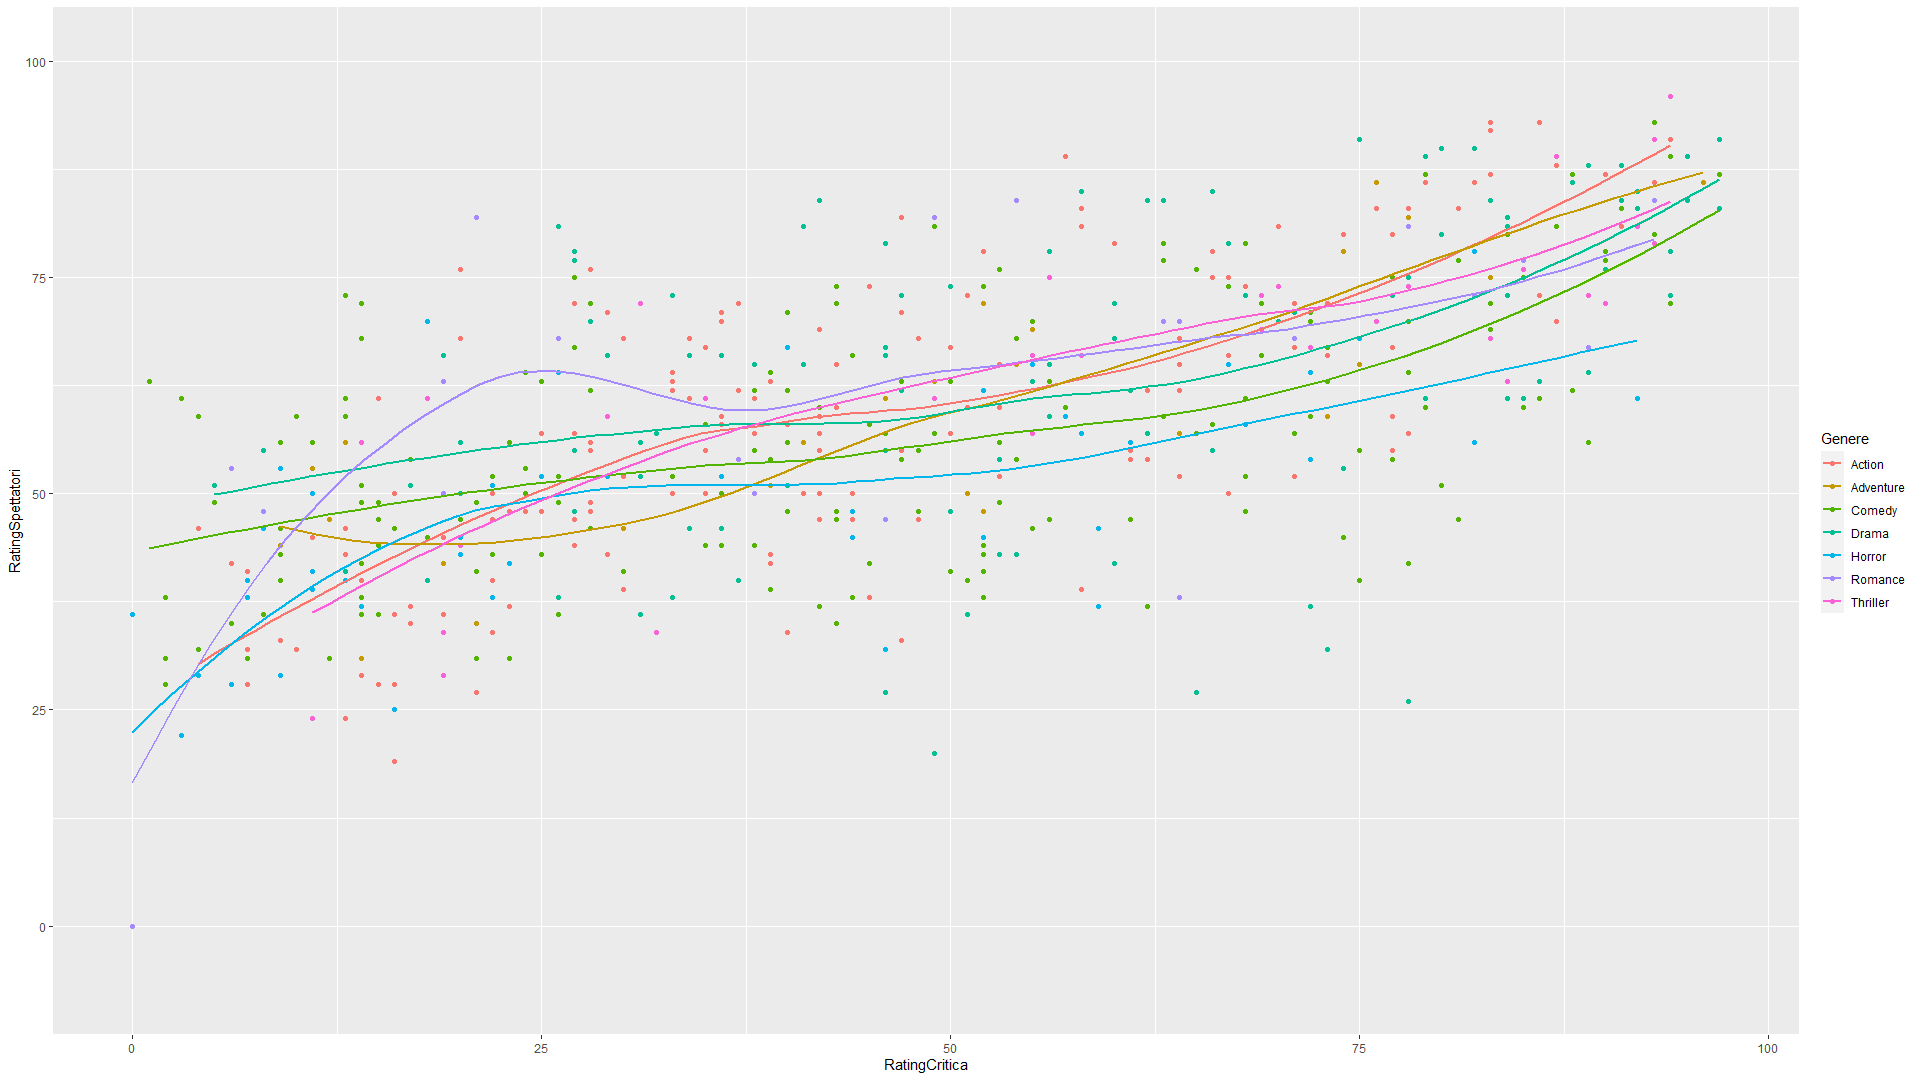 100
75
50
25
0
RatingSpettatori
0
25
50
75
100
RatingCritica
Genere
Action
Adventure
Comedy
Drama
Horror
Romance
Thriller